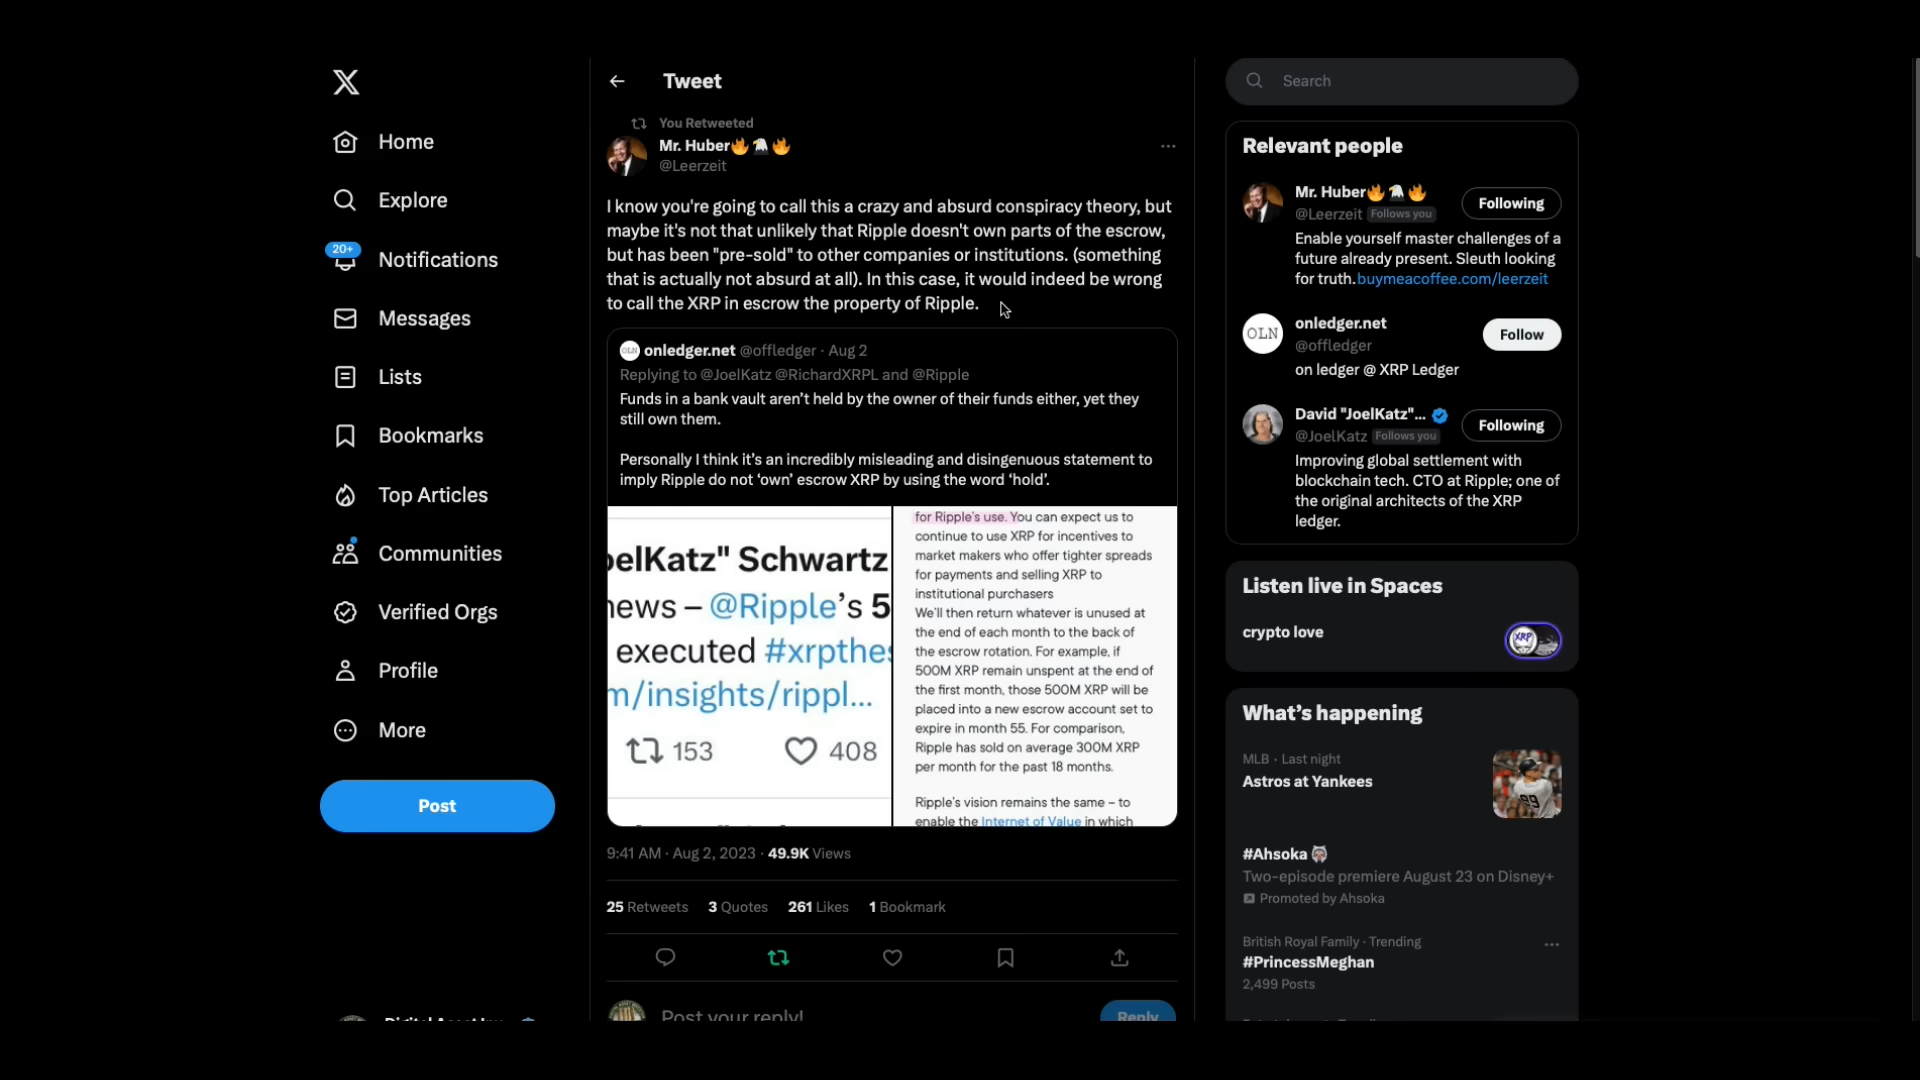 X
Home
Explore
20+
Notifications
Messages
Lists
Bookmarks
Top Articles
Communities
Verified Orgs
Profile
More
Post
Tweet
You Retweeted
Mr. Huber🔥🦅🔥
@Leerzeit
I know you're going to call this a crazy and absurd conspiracy theory, but
maybe it's not that unlikely that Ripple doesn't own parts of the escrow,
but has been "pre-sold" to other companies or institutions. (something
that is actually not absurd at all). In this case, it would indeed be wrong
to call the XRP in escrow the property of Ripple.
OLN onledger.net @offledger · Aug 2
Replying to @JoelKatz @RichardXRPL and @Ripple
Funds in a bank vault aren’t held by the owner of their funds either, yet they
still own them.
Personally I think it’s an incredibly misleading and disingenuous statement to
imply Ripple do not ‘own’ escrow XRP by using the word ‘hold’.
oelKatz" Schwartz
news – @Ripple’s 5
executed #xrpthes
m/insights/rippl...
153 408
for Ripple’s use. You can expect us to
continue to use XRP for incentives to
market makers who offer tighter spreads
for payments and selling XRP to
institutional purchasers
We’ll then return whatever is unused at
the end of each month to the back of
the escrow rotation. For example, if
500M XRP remain unspent at the end of
the first month, those 500M XRP will be
placed into a new escrow account set to
expire in month 55. For comparison,
Ripple has sold on average 300M XRP
per month for the past 18 months.
Ripple’s vision remains the same – to
enable the Internet of Value in which
9:41 AM · Aug 2, 2023 · 49.9K Views
25 Retweets 3 Quotes 261 Likes 1 Bookmark
Post your reply!
Reply
Search
Relevant people
Mr. Huber🔥🦅🔥
@Leerzeit Follows you
Following
Enable yourself master challenges of a
future already present. Sleuth looking
for truth.buymeacoffee.com/leerzeit
OLN
onledger.net
@offledger
Follow
on ledger @ XRP Ledger
David "JoelKatz"...
@JoelKatz Follows you
Following
Improving global settlement with
blockchain tech. CTO at Ripple; one of
the original architects of the XRP
ledger.
Listen live in Spaces
crypto love
XRP
What’s happening
MLB · Last night
Astros at Yankees
99
#Ahsoka
Two-episode premiere August 23 on Disney+
Promoted by Ahsoka
British Royal Family · Trending
#PrincessMeghan
2,499 Posts